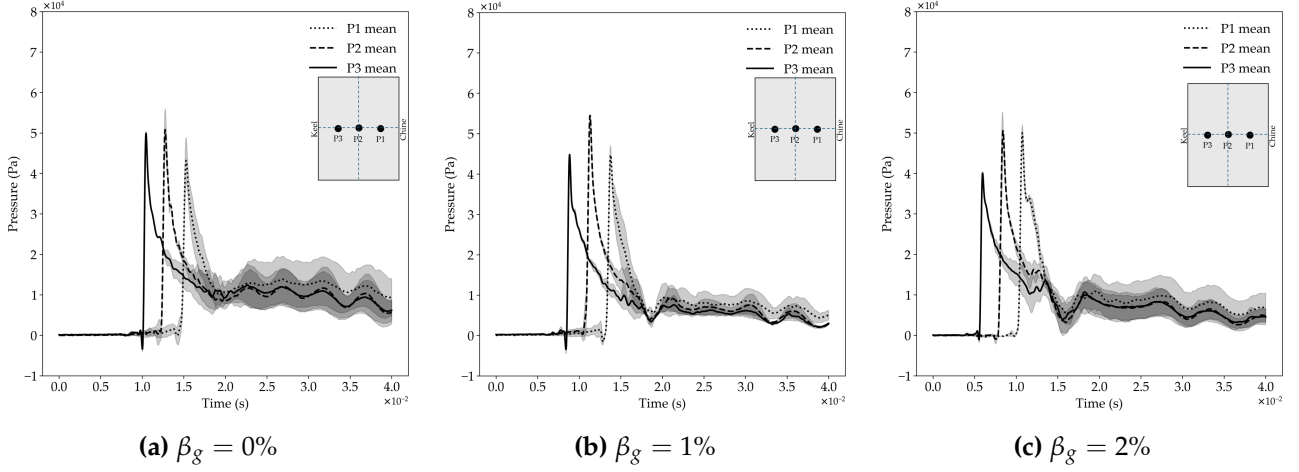 ×10⁴
8
7
6
5
4
3
2
1
0
−1
Pressure (Pa)
0.0 0.5 1.0 1.5 2.0 2.5 3.0 3.5 4.0
Time (s)
×10⁻²
P1 mean
P2 mean
P3 mean
Keel
P3 P2 P1
Chine
(a) β_g = 0%
×10⁴
8
7
6
5
4
3
2
1
0
−1
Pressure (Pa)
0.0 0.5 1.0 1.5 2.0 2.5 3.0 3.5 4.0
Time (s)
×10⁻²
P1 mean
P2 mean
P3 mean
Keel
P3 P2 P1
Chine
(b) β_g = 1%
×10⁴
8
7
6
5
4
3
2
1
0
−1
Pressure (Pa)
0.0 0.5 1.0 1.5 2.0 2.5 3.0 3.5 4.0
Time (s)
×10⁻²
P1 mean
P2 mean
P3 mean
Keel
P3 P2 P1
Chine
(c) β_g = 2%